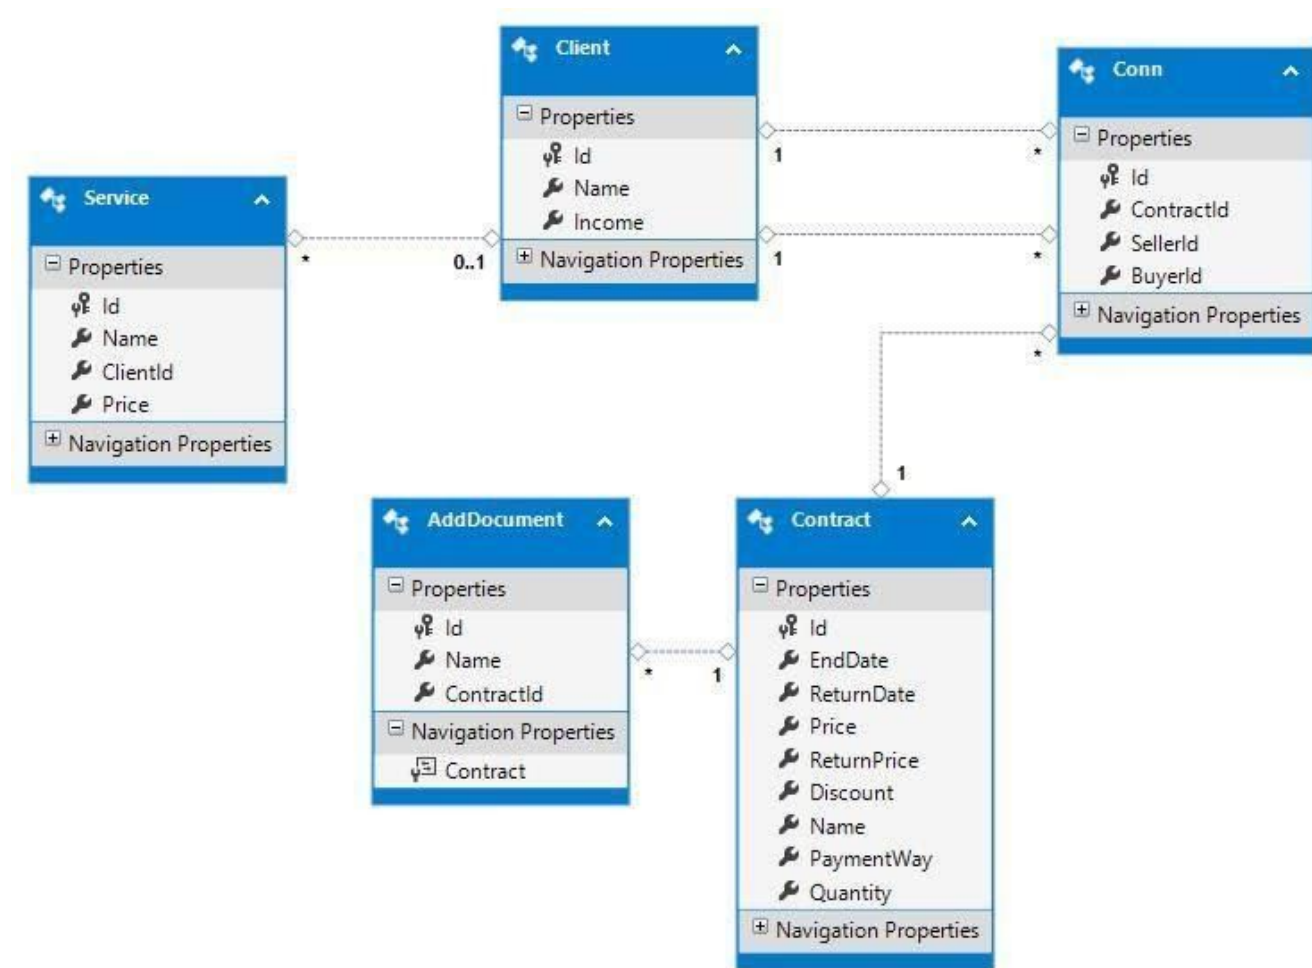 Client
Properties
Id
Name
Income
Navigation Properties
Conn
Properties
Id
ContractId
SellerId
BuyerId
Navigation Properties
1
*
1
*
Service
Properties
Id
Name
ClientId
Price
Navigation Properties
*
0..1
*
1
AddDocument
Properties
Id
Name
ContractId
Navigation Properties
Contract
*
1
Contract
Properties
Id
EndDate
ReturnDate
Price
ReturnPrice
Discount
Name
PaymentWay
Quantity
Navigation Properties